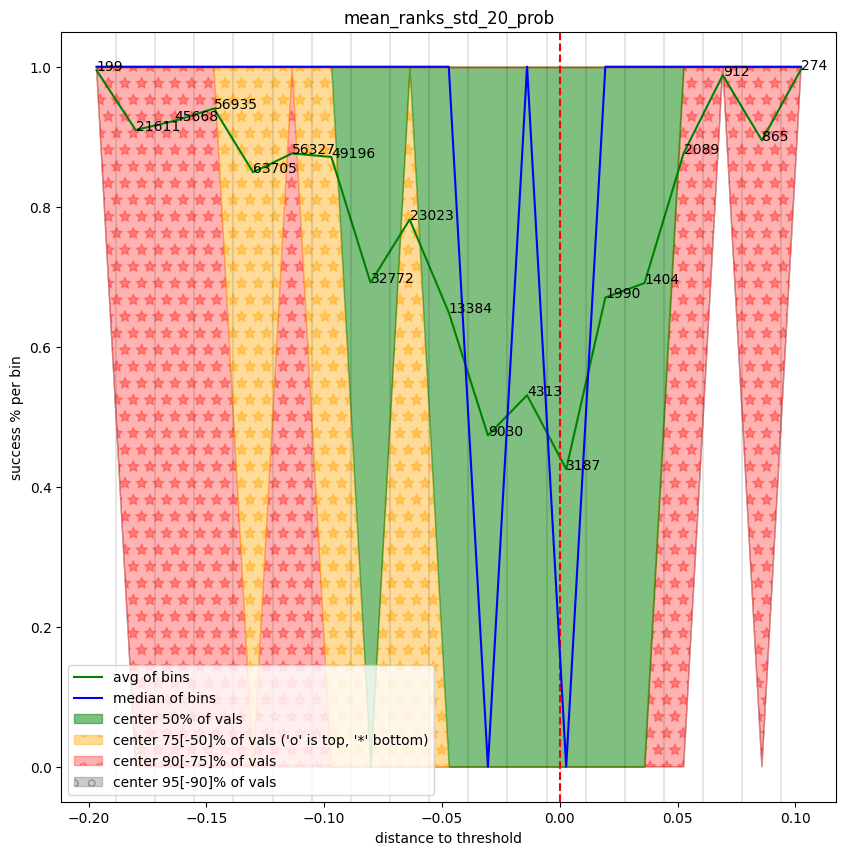 mean_ranks_std_20_prob
success % per bin
1.0
0.8
0.6
0.4
0.2
0.0
199
21611
45668
56935
63705
56327
49196
32772
23023
13384
9030
4313
3187
1990
1404
2089
912
865
274
avg of bins
median of bins
center 50% of vals
center 75[-50]% of vals ('o' is top, '*' bottom)
center 90[-75]% of vals
center 95[-90]% of vals
−0.20 −0.15 −0.10 −0.05 0.00 0.05 0.10
distance to threshold